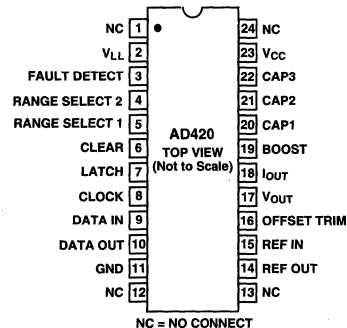 NC 1 24 NC
VLL 2 23 VCC
FAULT DETECT 3 22 CAP3
RANGE SELECT 2 4 21 CAP2
RANGE SELECT 1 5 20 CAP1
AD420
TOP VIEW
(Not to Scale)
CLEAR 6 19 BOOST
LATCH 7 18 IOUT
CLOCK 8 17 VOUT
DATA IN 9 16 OFFSET TRIM
DATA OUT 10 15 REF IN
GND 11 14 REF OUT
NC 12 13 NC
NC = NO CONNECT